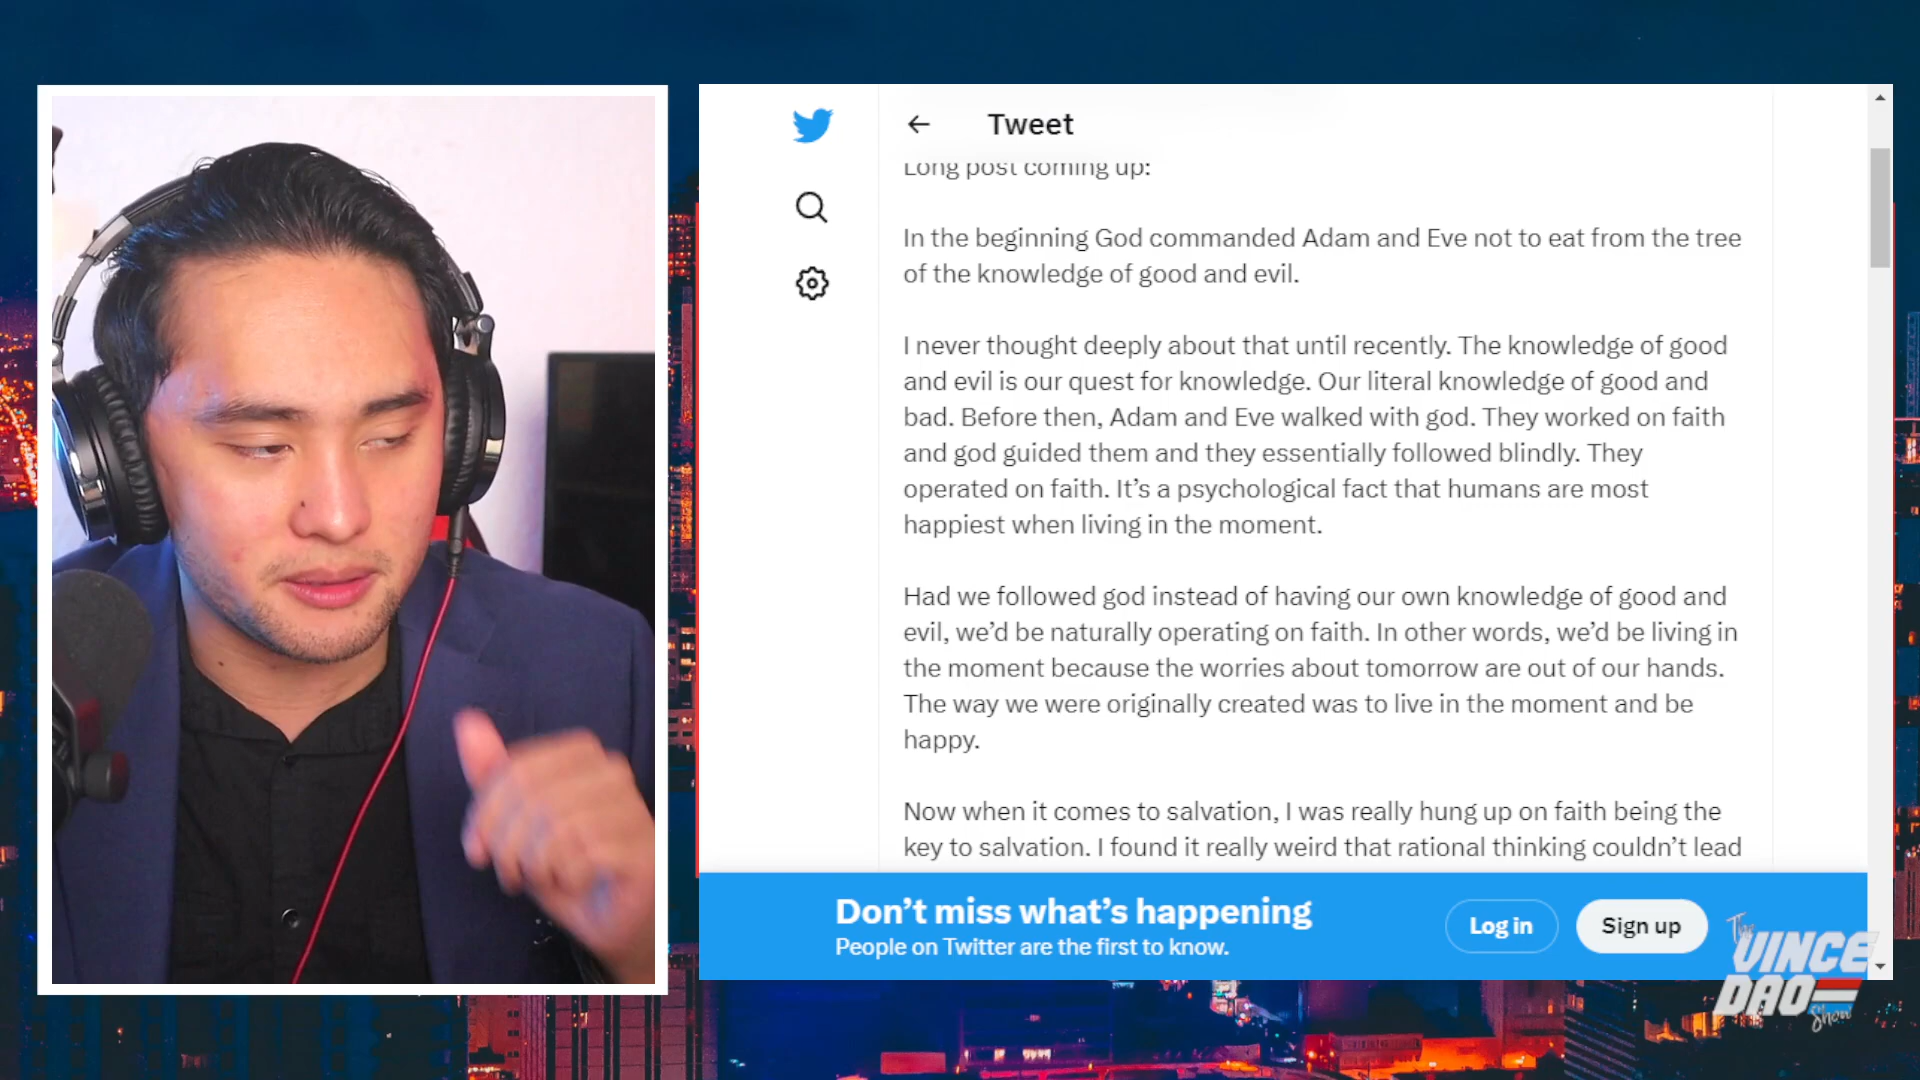 Tweet
Long post coming up:
In the beginning God commanded Adam and Eve not to eat from the tree
of the knowledge of good and evil.
I never thought deeply about that until recently. The knowledge of good
and evil is our quest for knowledge. Our literal knowledge of good and
bad. Before then, Adam and Eve walked with god. They worked on faith
and god guided them and they essentially followed blindly. They
operated on faith. It’s a psychological fact that humans are most
happiest when living in the moment.
Had we followed god instead of having our own knowledge of good and
evil, we’d be naturally operating on faith. In other words, we’d be living in
the moment because the worries about tomorrow are out of our hands.
The way we were originally created was to live in the moment and be
happy.
Now when it comes to salvation, I was really hung up on faith being the
key to salvation. I found it really weird that rational thinking couldn’t lead
Don’t miss what’s happening
People on Twitter are the first to know.
Log in
Sign up
The
VINCE
DAO
Show